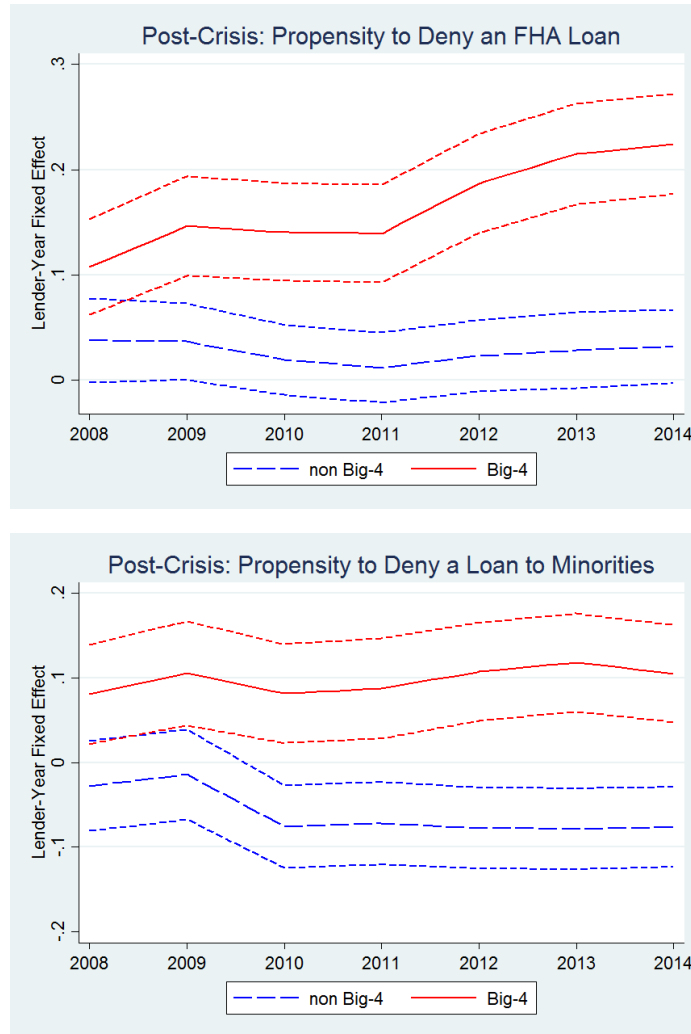 Post-Crisis: Propensity to Deny an FHA Loan
Lender-Year Fixed Effect
.3
.2
.1
0
2008 2009 2010 2011 2012 2013 2014
non Big-4 Big-4
Post-Crisis: Propensity to Deny a Loan to Minorities
Lender-Year Fixed Effect
.2
.1
0
-.1
-.2
2008 2009 2010 2011 2012 2013 2014
non Big-4 Big-4